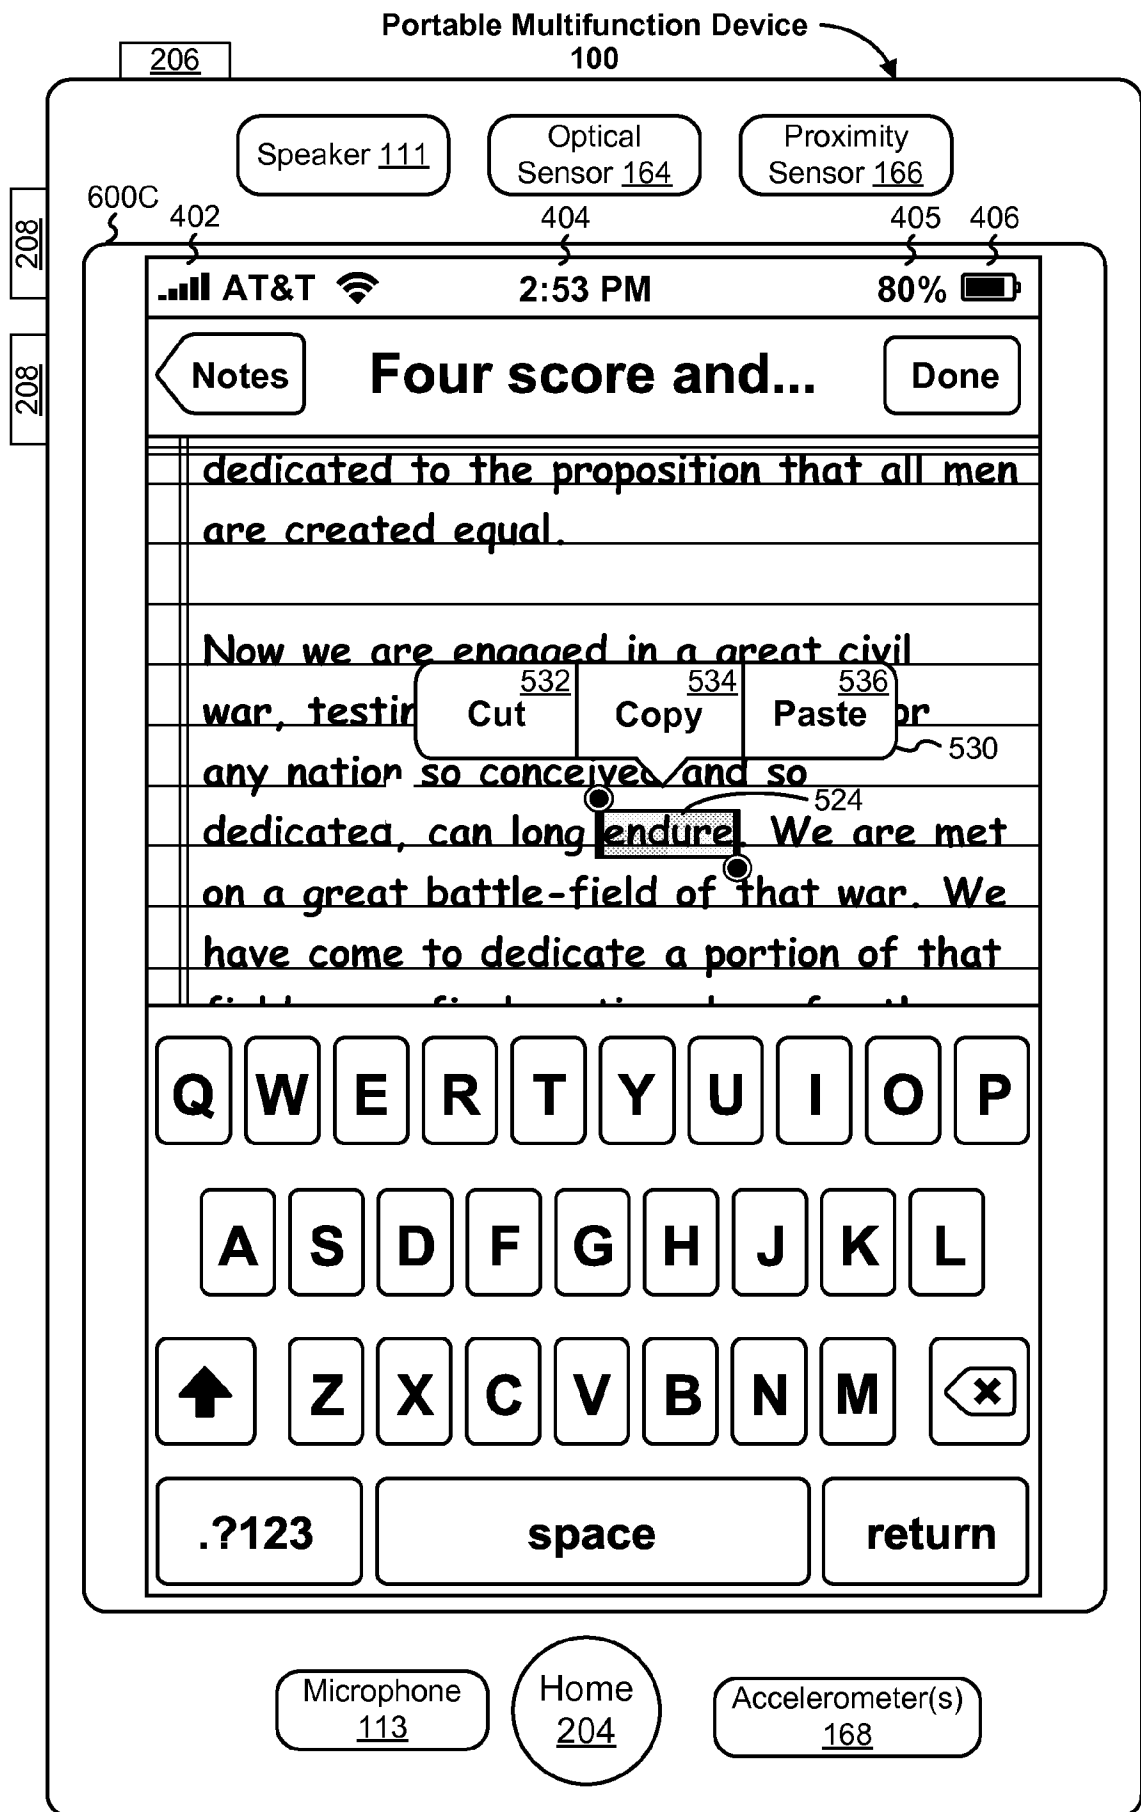 Portable Multifunction Device
100
206
Speaker 111
Optical
Sensor 164
Proximity
Sensor 166
208
208
600C
402
404
405
406
AT&T
2:53 PM
80%
Notes
Four score and...
Done
dedicated to the proposition that all men
are created equal.
Now we are engaged in a great civil
war, testin or
532
Cut
534
Copy
536
Paste
530
any nation so conceived and so
524
dedicated, can long endure. We are met
on a great battle-field of that war. We
have come to dedicate a portion of that
Q W E R T Y U I O P
A S D F G H J K L
Z X C V B N M
.?123 space return
Microphone
113
Home
204
Accelerometer(s)
168